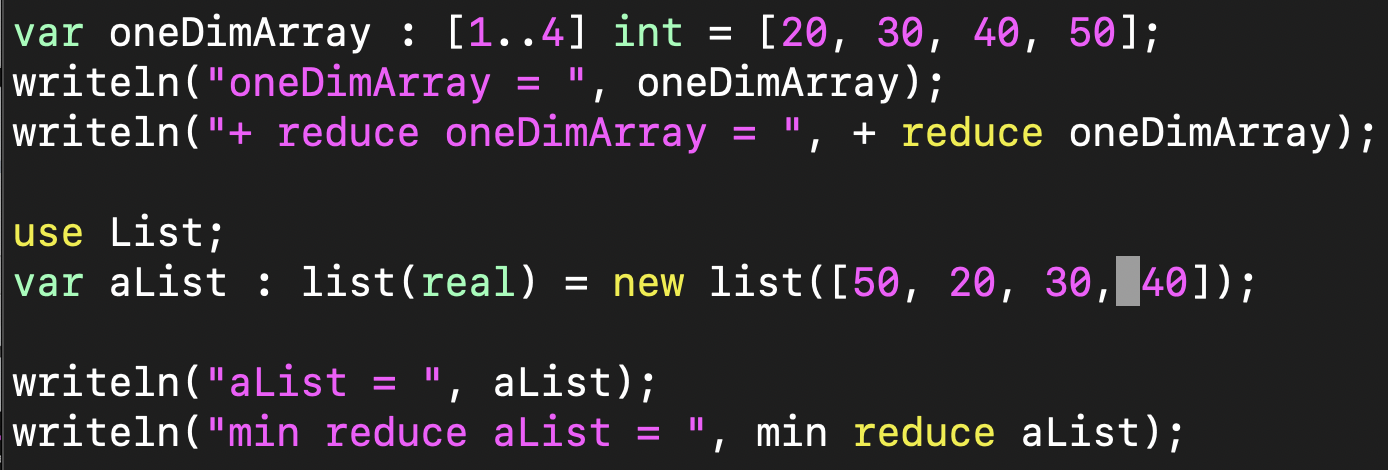 var oneDimArray : [1..4] int = [20, 30, 40, 50];
writeln("oneDimArray = ", oneDimArray);
writeln("+ reduce oneDimArray = ", + reduce oneDimArray);
use List;
var aList : list(real) = new list([50, 20, 30, 40]);
writeln("aList = ", aList);
writeln("min reduce aList = ", min reduce aList);